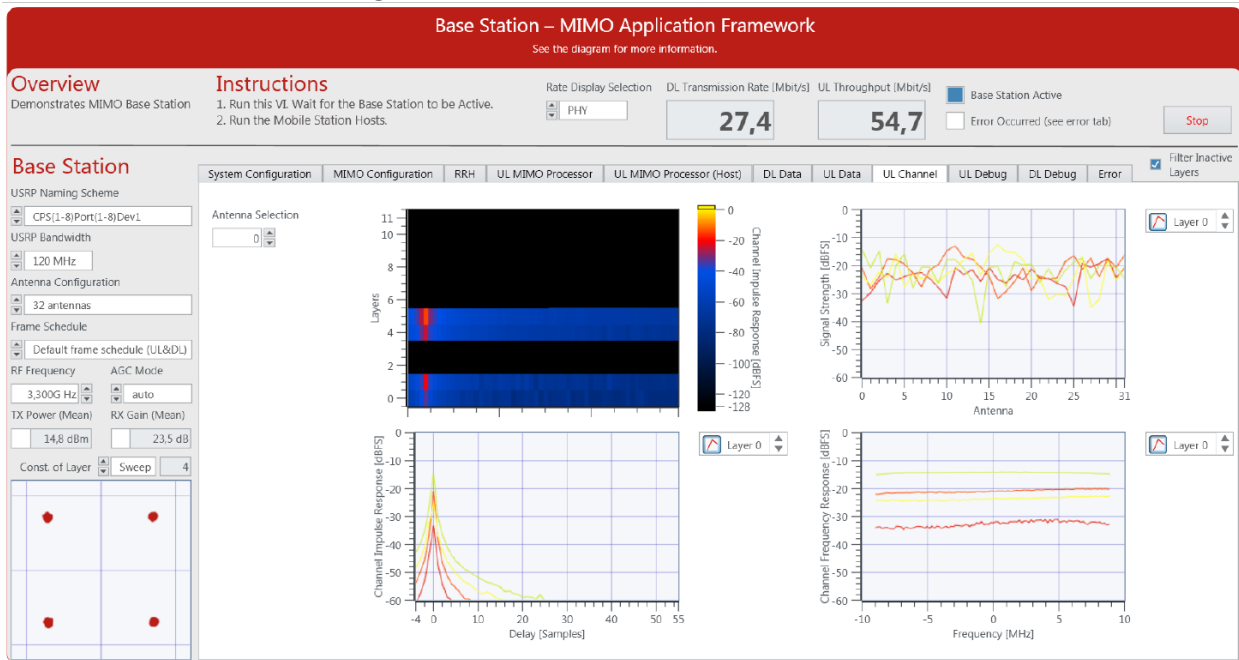 Base Station – MIMO Application Framework
See the diagram for more information.
Overview
Demonstrates MIMO Base Station
Instructions
1. Run this VI. Wait for the Base Station to be Active.
2. Run the Mobile Station Hosts.
Rate Display Selection
PHY
DL Transmission Rate [Mbit/s]
27,4
UL Throughput [Mbit/s]
54,7
Base Station Active
Error Occurred (see error tab)
Stop
Base Station
USRP Naming Scheme
CPS(1-8)Port(1-8)Dev1
USRP Bandwidth
120 MHz
Antenna Configuration
32 antennas
Frame Schedule
Default frame schedule (UL&DL)
RF Frequency
AGC Mode
3,300G Hz
auto
TX Power (Mean)
RX Gain (Mean)
14,8 dBm
23,5 dB
Const. of Layer
Sweep
4
System Configuration
MIMO Configuration
RRH
UL MIMO Processor
UL MIMO Processor (Host)
DL Data
UL Data
UL Channel
UL Debug
DL Debug
Error
Filter Inactive
Layers
Antenna Selection
0
11
10
8
6
4
2
0
Layers
0
-20
-40
-60
-80
-100
-120
-128
Channel Impulse Response [dBFS]
0
-10
-20
-30
-40
-50
-60
Signal Strength [dBFS]
0 5 10 15 20 25 31
Antenna
Layer 0
0
-10
-20
-30
-40
-50
-60
Channel Impulse Response [dBFS]
-4 0 10 20 30 40 50 55
Delay [Samples]
Layer 0
0
-10
-20
-30
-40
-50
-60
Channel Frequency Response [dBFS]
-10 -5 0 5 10
Frequency [MHz]
Layer 0